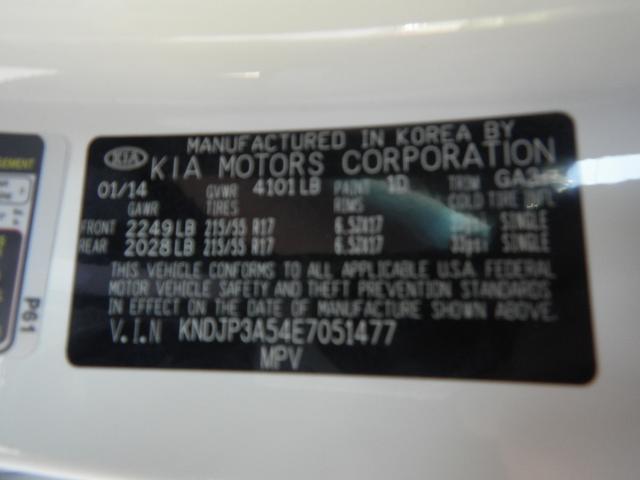 MANUFACTURED IN KOREA BY
KIA KIA MOTORS CORPORATION
01/14 GVWR 4101LB PAINT 1D TRIM
GAWR TIRES RIMS COLD TIRE
FRONT 2249LB 215/55 R17 6.5JX17 SINGLE
REAR 2028LB 215/55 R17 6.5JX17 SINGLE
THIS VEHICLE CONFORMS TO ALL APPLICABLE U.S.A. FEDERAL
MOTOR VEHICLE SAFETY AND THEFT PREVENTION STANDARDS
IN EFFECT ON THE DATE OF MANUFACTURE SHOWN ABOVE.
V.I.N KNDJP3A54E7051477
MPV
P61